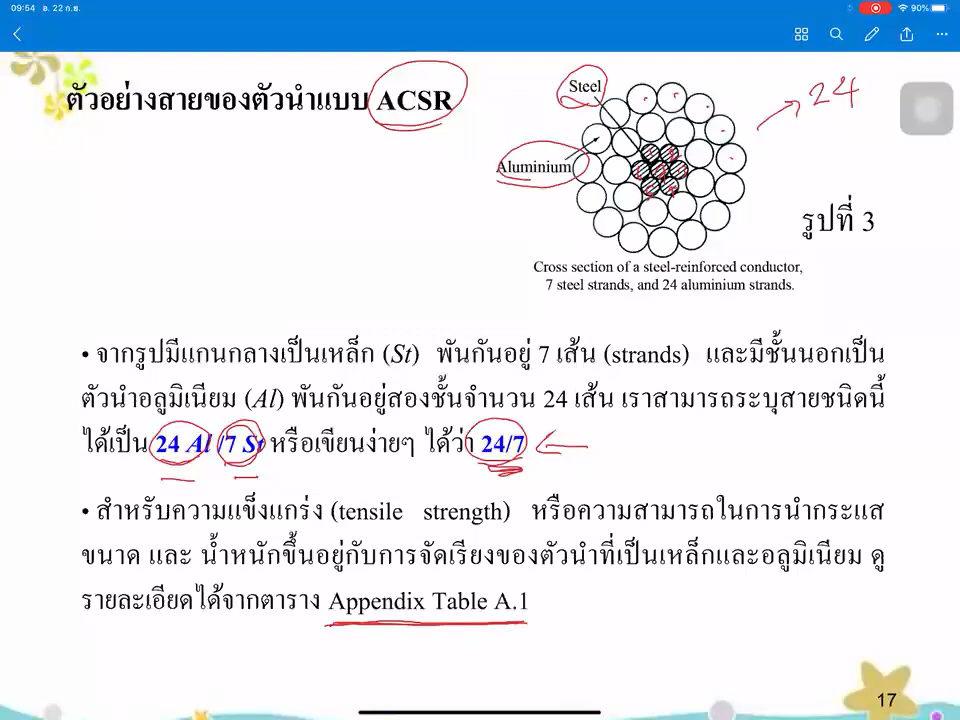 09:54 อ. 22 ก.ย.
90%
ตัวอย่างสายของตัวนำแบบ ACSR
Steel
24
Aluminium
รูปที่ 3
Cross section of a steel-reinforced conductor,
7 steel strands, and 24 aluminium strands.
• จากรูปมีแกนกลางเป็นเหล็ก (St) พันกันอยู่ 7 เส้น (strands) และมีชั้นนอกเป็น
ตัวนำอลูมิเนียม (Al) พันกันอยู่สองชั้นจำนวน 24 เส้น เราสามารถระบุสายชนิดนี้
ได้เป็น 24 Al /7 St หรือเขียนง่ายๆ ได้ว่า 24/7
• สำหรับความแข็งแกร่ง (tensile strength) หรือความสามารถในการนำกระแส
ขนาด และ น้ำหนักขึ้นอยู่กับการจัดเรียงของตัวนำที่เป็นเหล็กและอลูมิเนียม ดู
รายละเอียดได้จากตาราง Appendix Table A.1
17